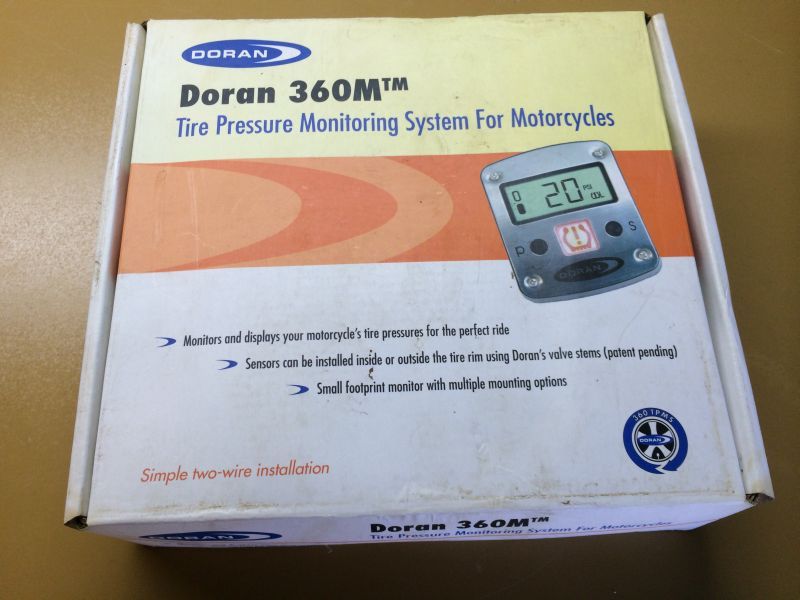 DORAN
Doran 360M™
Tire Pressure Monitoring System For Motorcycles
0 20 PSI
COOL
P S
DORAN
Monitors and displays your motorcycle's tire pressures for the perfect ride
Sensors can be installed inside or outside the tire rim using Doran's valve stems (patent pending)
Small footprint monitor with multiple mounting options
360 TPMS
DORAN
Simple two-wire installation
DORAN
Doran 360M™
Tire Pressure Monitoring System For Motorcycles